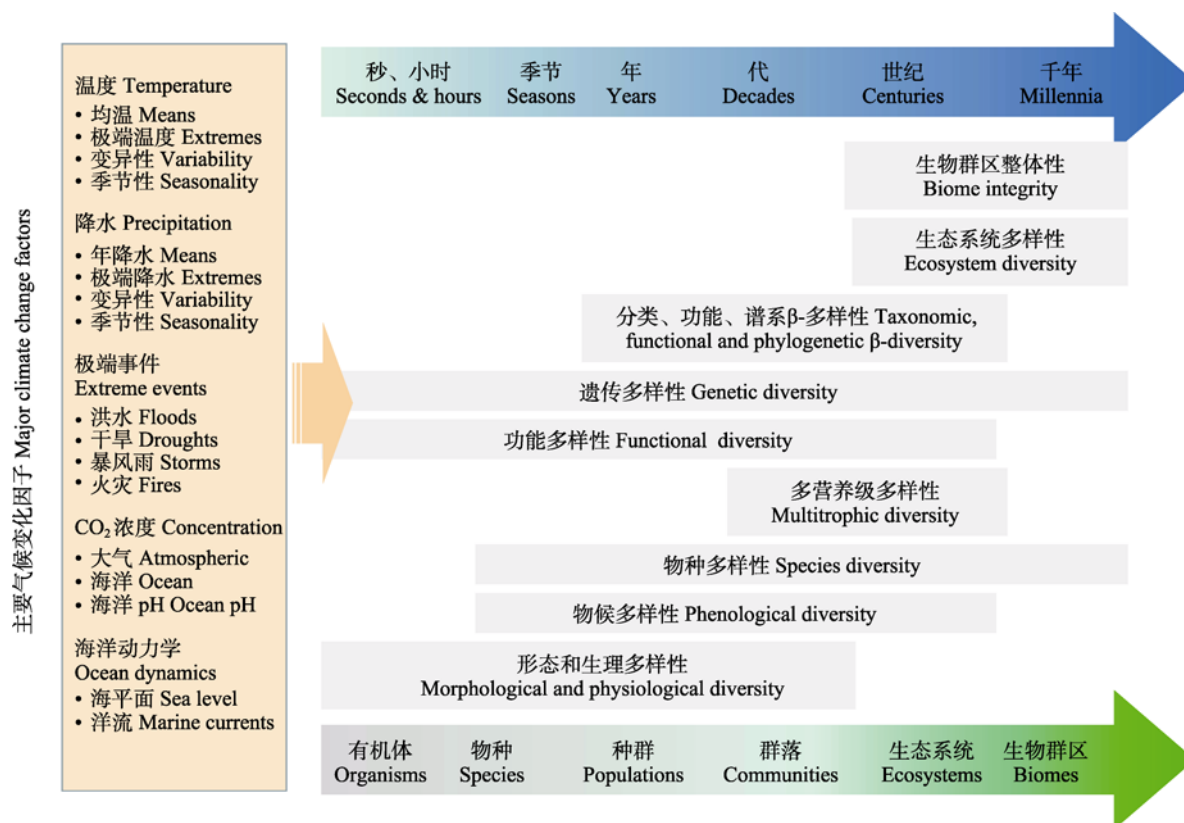 主要气候变化因子 Major climate change factors
温度 Temperature
• 均温 Means
• 极端温度 Extremes
• 变异性 Variability
• 季节性 Seasonality
降水 Precipitation
• 年降水 Means
• 极端降水 Extremes
• 变异性 Variability
• 季节性 Seasonality
极端事件
Extreme events
• 洪水 Floods
• 干旱 Droughts
• 暴风雨 Storms
• 火灾 Fires
CO₂ 浓度 Concentration
• 大气 Atmospheric
• 海洋 Ocean
• 海洋 pH Ocean pH
海洋动力学
Ocean dynamics
• 海平面 Sea level
• 洋流 Marine currents
秒、小时
Seconds & hours
季节
Seasons
年
Years
代
Decades
世纪
Centuries
千年
Millennia
生物群区整体性
Biome integrity
生态系统多样性
Ecosystem diversity
分类、功能、谱系β-多样性 Taxonomic,
functional and phylogenetic β-diversity
遗传多样性 Genetic diversity
功能多样性 Functional diversity
多营养级多样性
Multitrophic diversity
物种多样性 Species diversity
物候多样性 Phenological diversity
形态和生理多样性
Morphological and physiological diversity
有机体
Organisms
物种
Species
种群
Populations
群落
Communities
生态系统
Ecosystems
生物群区
Biomes